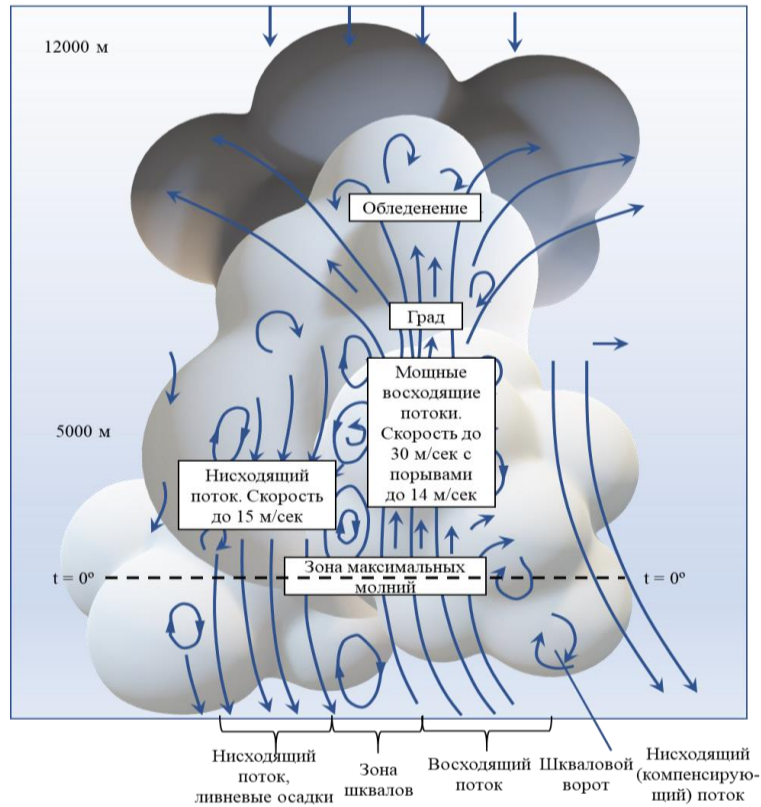 12000 м
Обледенение
Град
Мощные
восходящие
потоки.
Скорость до
30 м/сек с
порывами
до 14 м/сек
5000 м
Нисходящий
поток. Скорость
до 15 м/сек
Зона максимальных
молний
t = 0º
t = 0º
Нисходящий
поток,
ливневые осадки
Зона
шквалов
Восходящий
поток
Шкваловой
ворот
Нисходящий
(компенсирую-
щий) поток